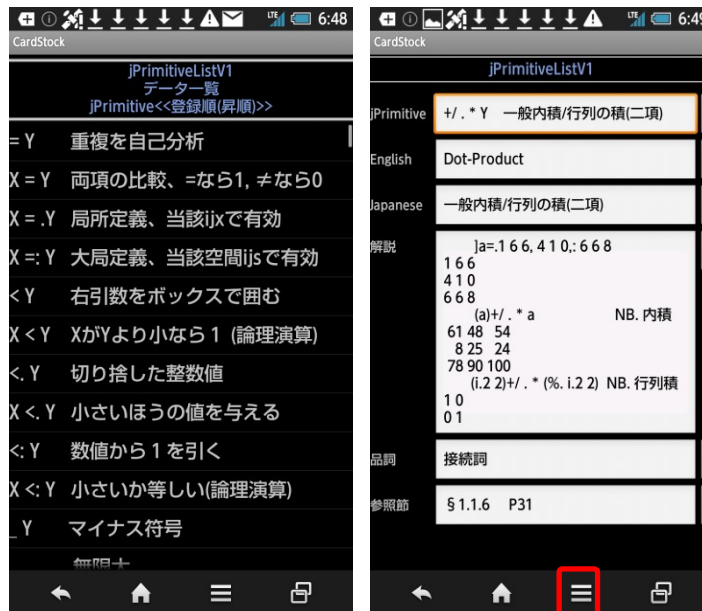 LTE 6:48
CardStock
jPrimitiveListV1
データ一覧
jPrimitive<<登録順(昇順)>>
= Y 重複を自己分析
X = Y 両項の比較、=なら1, ≠なら0
X = .Y 局所定義、当該ijxで有効
X =: Y 大局定義、当該空間ijsで有効
< Y 右引数をボックスで囲む
X < Y XがYより小なら 1 (論理演算)
<. Y 切り捨した整数値
X <. Y 小さいほうの値を与える
<: Y 数値から 1 を引く
X <: Y 小さいか等しい(論理演算)
_ Y マイナス符号
無限大
LTE 6:49
CardStock
jPrimitiveListV1
jPrimitive +/ . * Y 一般内積/行列の積(二項)
English Dot-Product
Japanese 一般内積/行列の積(二項)
解説 ]a=.1 6 6, 4 1 0,: 6 6 8
1 6 6
4 1 0
6 6 8
(a)+/ . * a NB. 内積
61 48 54
8 25 24
78 90 100
(i.2 2)+/ . * (%. i.2 2) NB. 行列積
1 0
0 1
品詞 接続詞
参照節 §1.1.6 P31